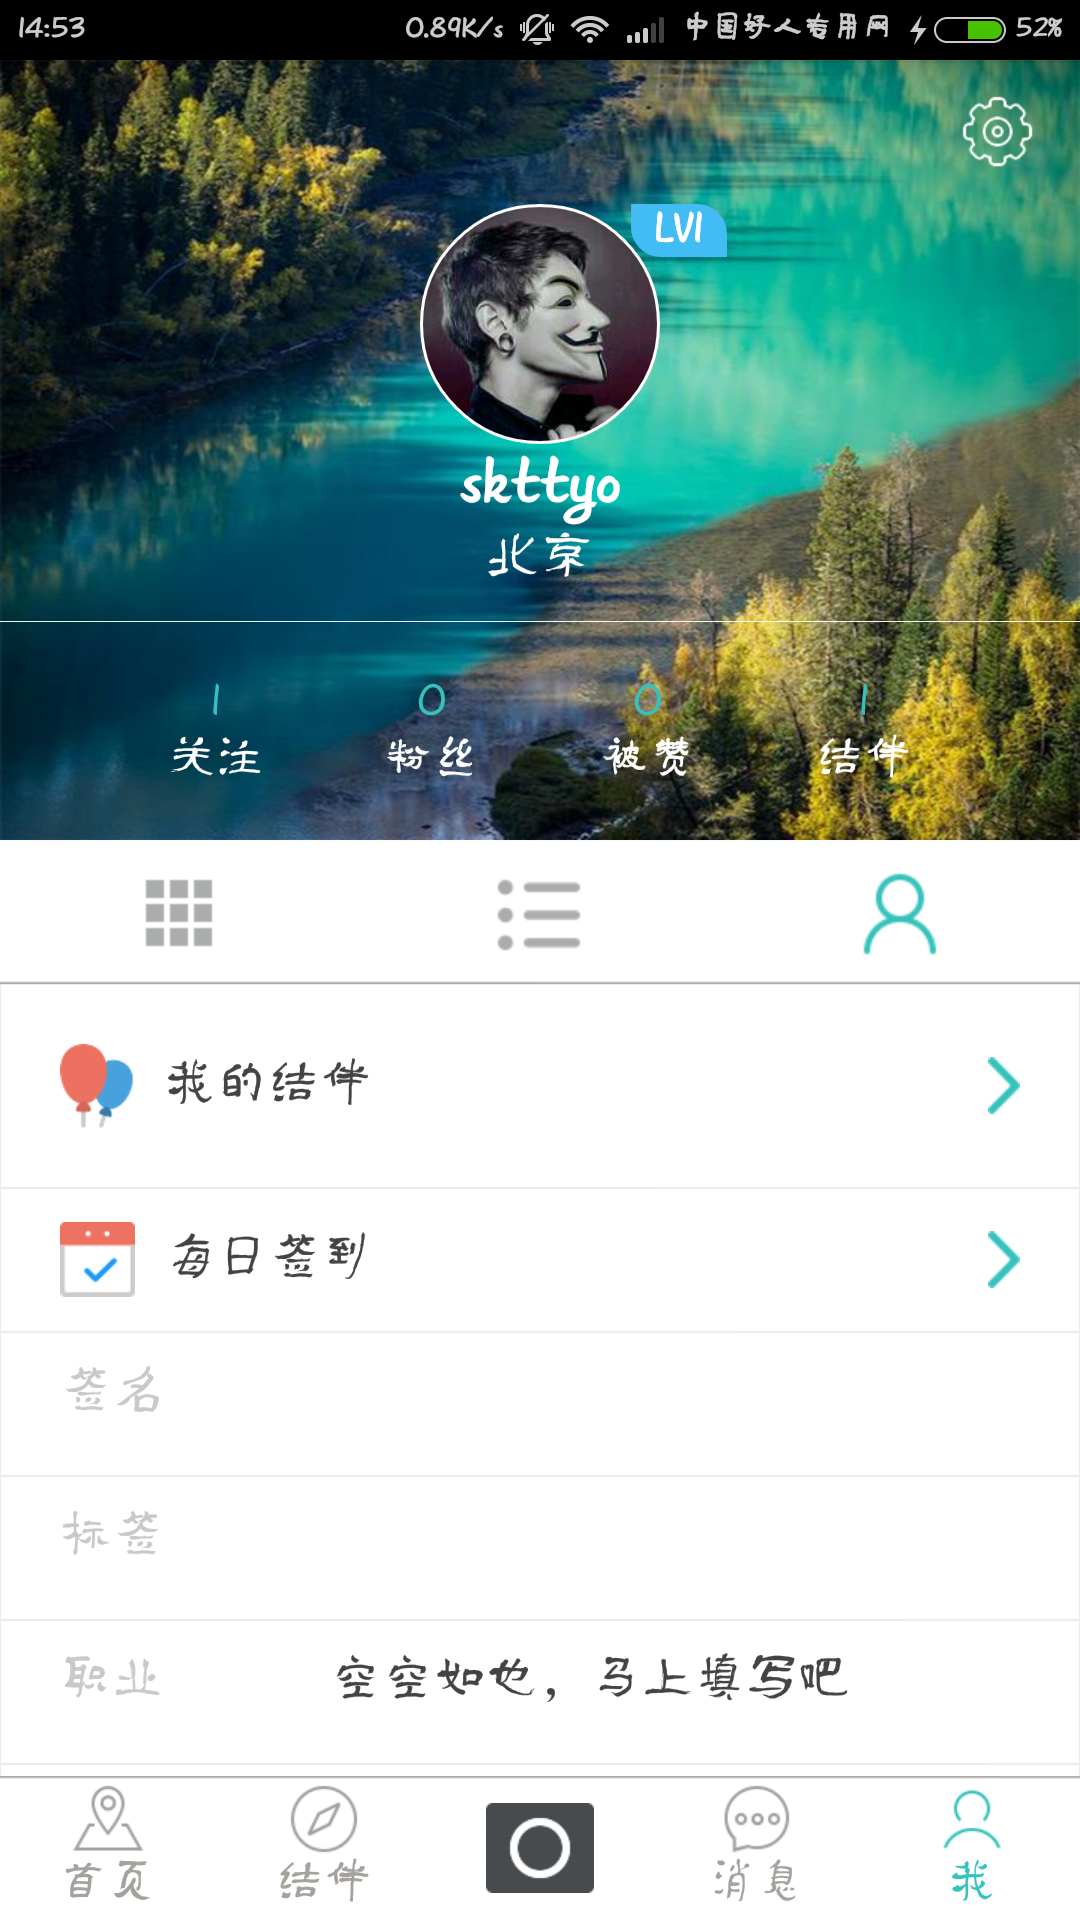 14:53 0.89K/s 中国好人专用网 52%
LV1
skttyo
北京
1 0 0 1
关注 粉丝 被赞 结伴
我的结伴
每日签到
签名
标签
职业 空空如也，马上填写吧
首页 结伴 消息 我